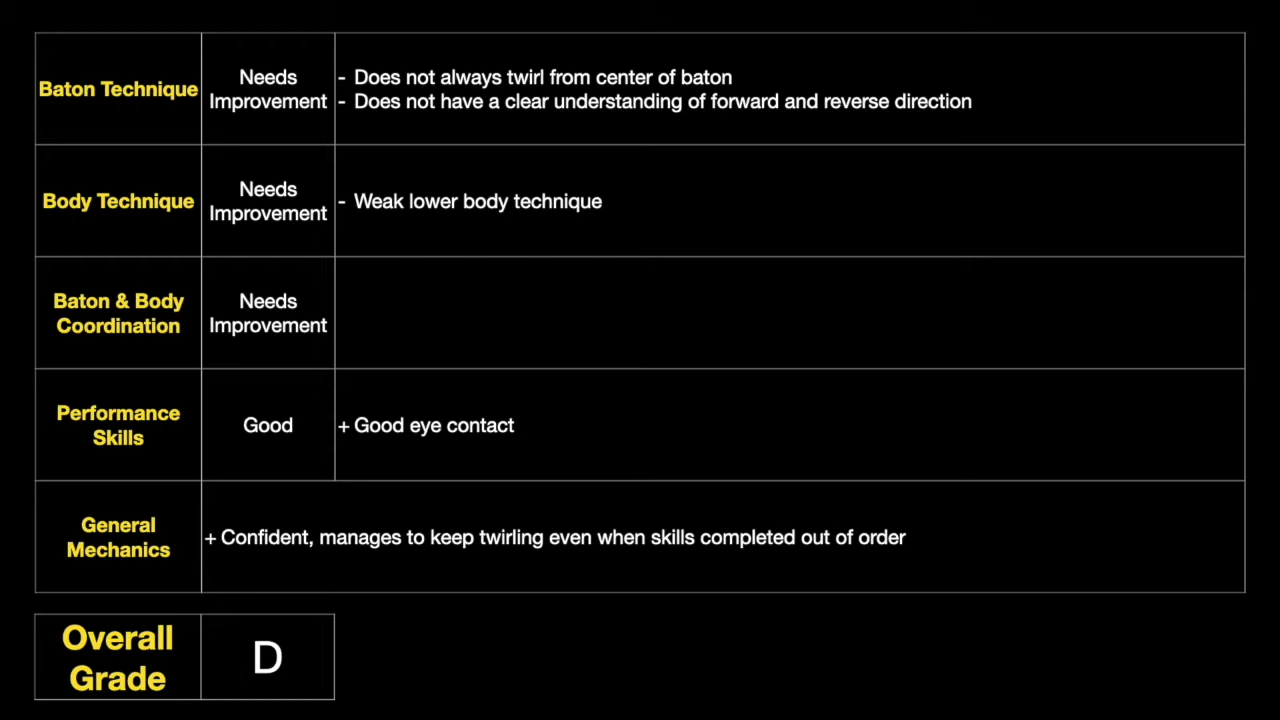 Baton Technique
Needs
Improvement
- Does not always twirl from center of baton
- Does not have a clear understanding of forward and reverse direction
Body Technique
Needs
Improvement
- Weak lower body technique
Baton & Body
Coordination
Needs
Improvement
Performance
Skills
Good
+ Good eye contact
General
Mechanics
+ Confident, manages to keep twirling even when skills completed out of order
Overall
Grade
D